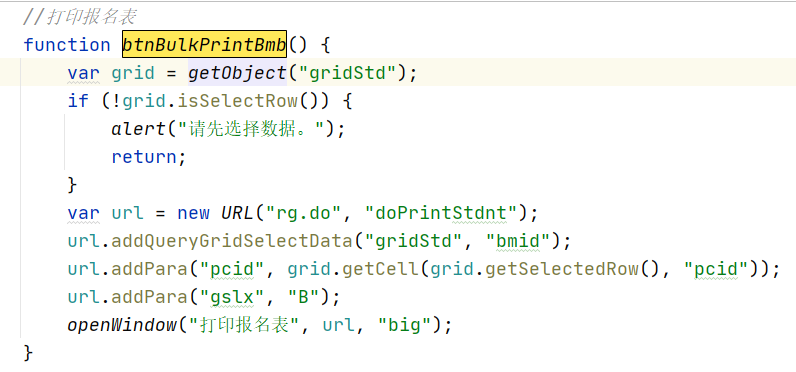 //打印报名表
function btnBulkPrintBmb() {
    var grid = getObject("gridStd");
    if (!grid.isSelectRow()) {
        alert("请先选择数据。");
        return;
    }
    var url = new URL("rg.do", "doPrintStdnt");
    url.addQueryGridSelectData("gridStd", "bmid");
    url.addPara("pcid", grid.getCell(grid.getSelectedRow(), "pcid"));
    url.addPara("gslx", "B");
    openWindow("打印报名表", url, "big");
}